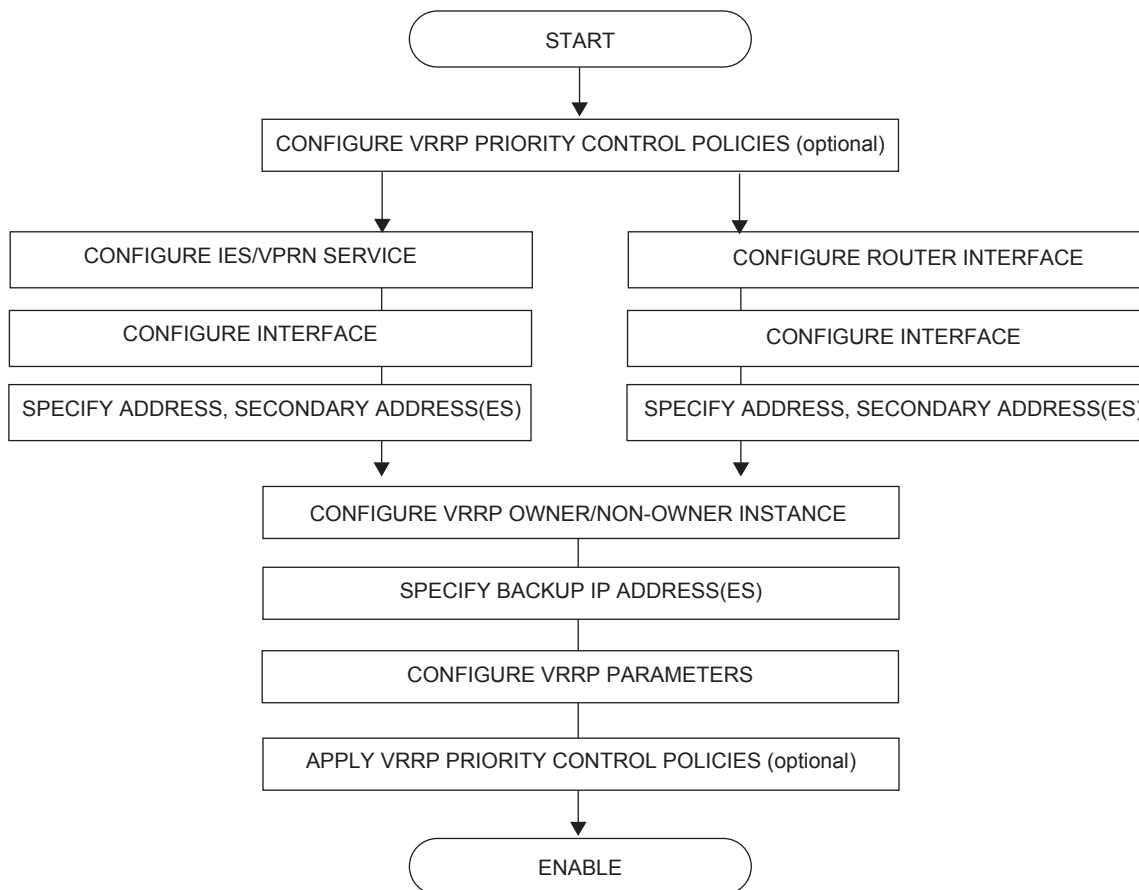 START
CONFIGURE VRRP PRIORITY CONTROL POLICIES (optional)
CONFIGURE IES/VPRN SERVICE
CONFIGURE ROUTER INTERFACE
CONFIGURE INTERFACE
CONFIGURE INTERFACE
SPECIFY ADDRESS, SECONDARY ADDRESS(ES)
SPECIFY ADDRESS, SECONDARY ADDRESS(ES)
CONFIGURE VRRP OWNER/NON-OWNER INSTANCE
SPECIFY BACKUP IP ADDRESS(ES)
CONFIGURE VRRP PARAMETERS
APPLY VRRP PRIORITY CONTROL POLICIES (optional)
ENABLE